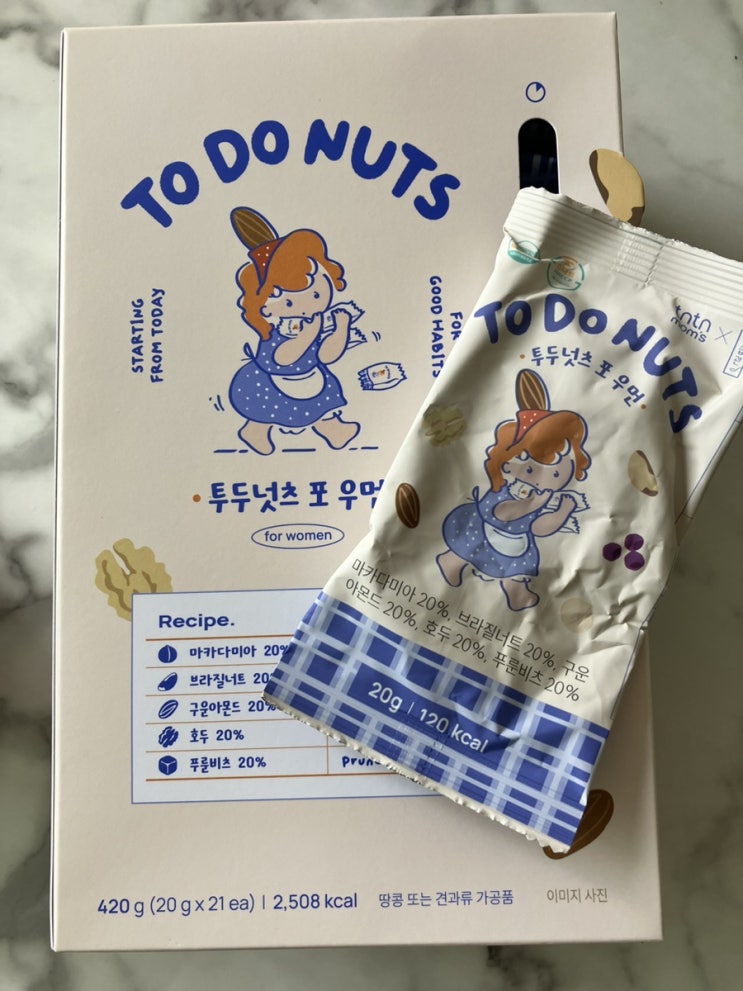 TO DO NUTS
STARTING
FROM TODAY
FOR
GOOD HABITS
· 투두넛츠 포 우먼
for women
Recipe.
마카다미아 20%
브라질너트 20
구운아몬드 20%
호두 20%
푸룬비츠 20%
prune
420 g (20 g x 21 ea) | 2,508 kcal
땅콩 또는 견과류 가공품
이미지 사진
tntn
mom's ×
TO DO NUTS
· 투두넛츠 포 우먼 ·
마카다미아 20%, 브라질너트 20%, 구운
아몬드 20%, 호두 20%, 푸룬비츠 20%
20g | 120 kcal